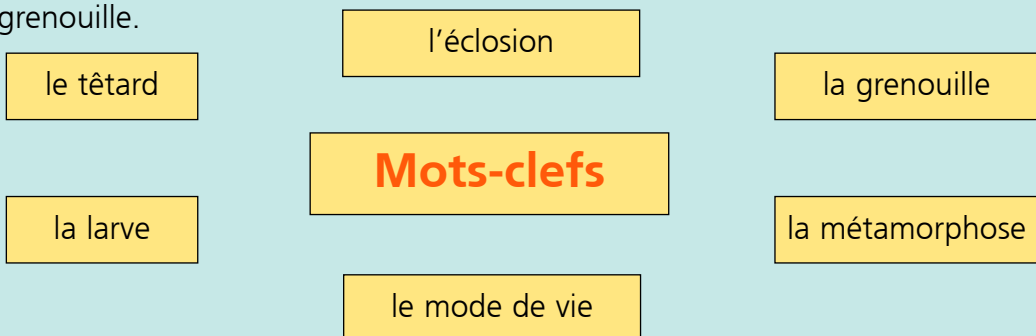 grenouille.
l'éclosion
le têtard
la grenouille
Mots-clefs
la larve
la métamorphose
le mode de vie